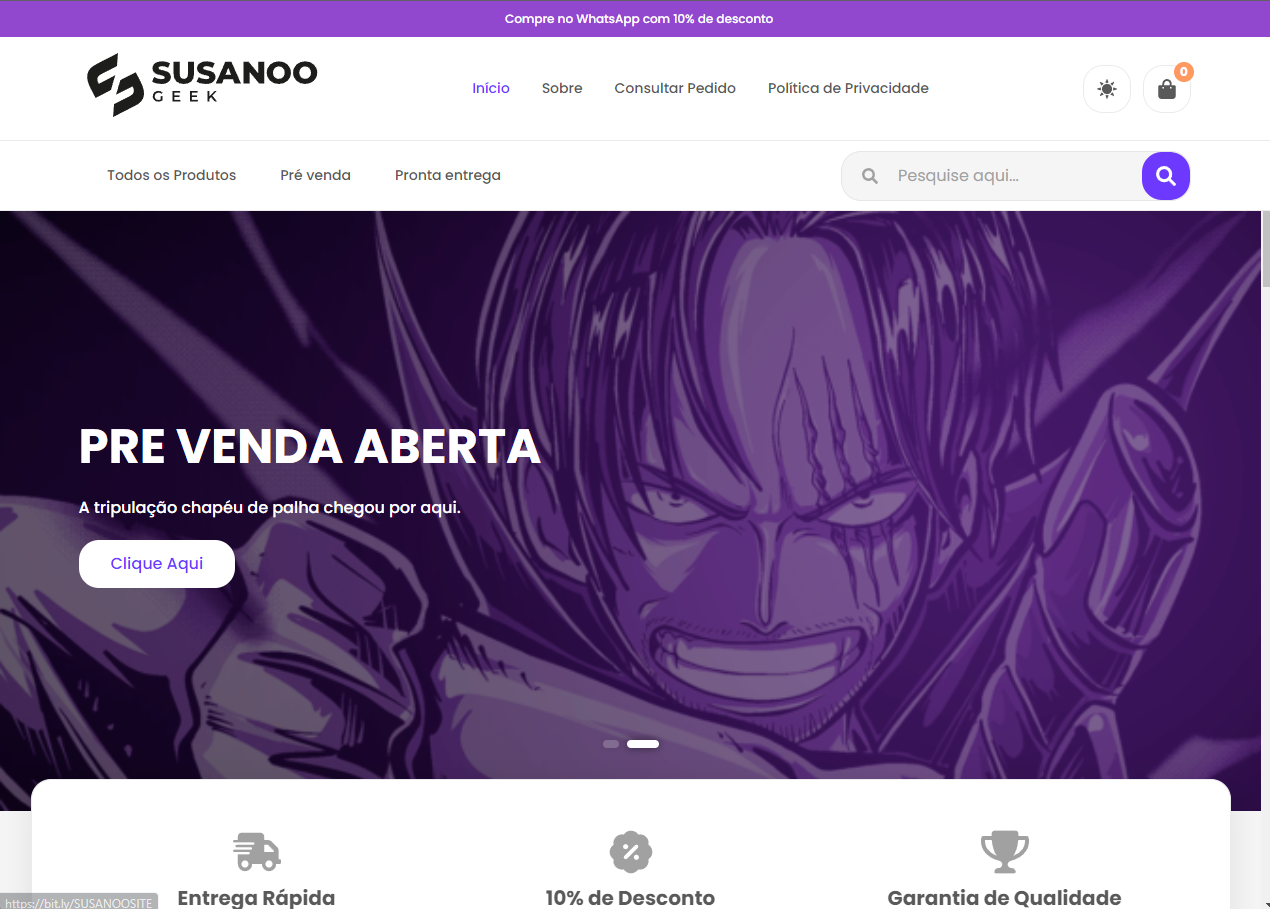 Compre no WhatsApp com 10% de desconto
SUSANOO
GEEK
Início Sobre Consultar Pedido Política de Privacidade
0
Todos os Produtos Pré venda Pronta entrega
Pesquise aqui...
PRE VENDA ABERTA
A tripulação chapéu de palha chegou por aqui.
Clique Aqui
Entrega Rápida 10% de Desconto Garantia de Qualidade
https://bit.ly/SUSANOOSITE